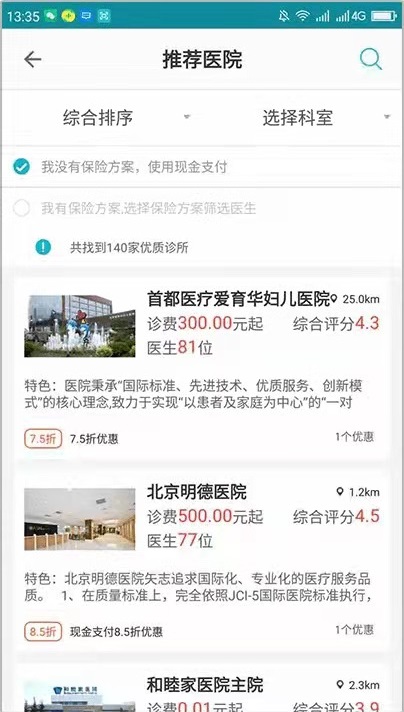 13:35
4G
推荐医院
综合排序
选择科室
我没有保险方案，使用现金支付
我有保险方案,选择保险方案筛选医生
共找到140家优质诊所
首都医疗爱育华妇儿医院 25.0km
诊费300.00元起 综合评分4.3
医生81位
特色：医院秉承“国际标准、先进技术、优质服务、创新模
式”的核心理念,致力于实现“以患者及家庭为中心”的“一对
7.5折 7.5折优惠 1个优惠
北京明德医院 1.2km
诊费500.00元起 综合评分4.5
医生77位
特色：北京明德医院矢志追求国际化、专业化的医疗服务品
质。 1、在质量标准上，完全依照JCI-5国际医院标准执行，
8.5折 现金支付8.5折优惠 1个优惠
和睦家医院
和睦家医院主院 2.3km
诊费0.01元起 综合评分3.9